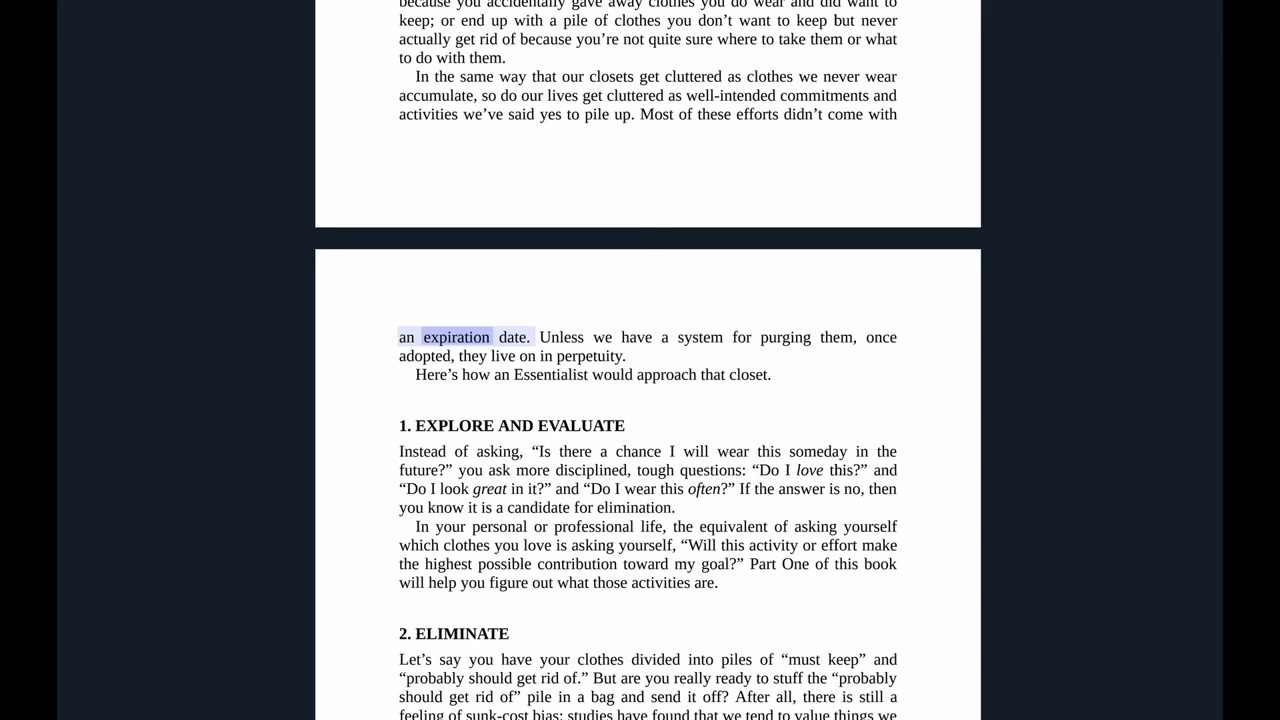 because you accidentally gave away clothes you do wear and did want to
keep; or end up with a pile of clothes you don’t want to keep but never
actually get rid of because you’re not quite sure where to take them or what
to do with them.
In the same way that our closets get cluttered as clothes we never wear
accumulate, so do our lives get cluttered as well-intended commitments and
activities we’ve said yes to pile up. Most of these efforts didn’t come with
an expiration date. Unless we have a system for purging them, once
adopted, they live on in perpetuity.
Here’s how an Essentialist would approach that closet.
1. EXPLORE AND EVALUATE
Instead of asking, “Is there a chance I will wear this someday in the
future?” you ask more disciplined, tough questions: “Do I love this?” and
“Do I look great in it?” and “Do I wear this often?” If the answer is no, then
you know it is a candidate for elimination.
In your personal or professional life, the equivalent of asking yourself
which clothes you love is asking yourself, “Will this activity or effort make
the highest possible contribution toward my goal?” Part One of this book
will help you figure out what those activities are.
2. ELIMINATE
Let’s say you have your clothes divided into piles of “must keep” and
“probably should get rid of.” But are you really ready to stuff the “probably
should get rid of” pile in a bag and send it off? After all, there is still a
feeling of sunk-cost bias: studies have found that we tend to value things we